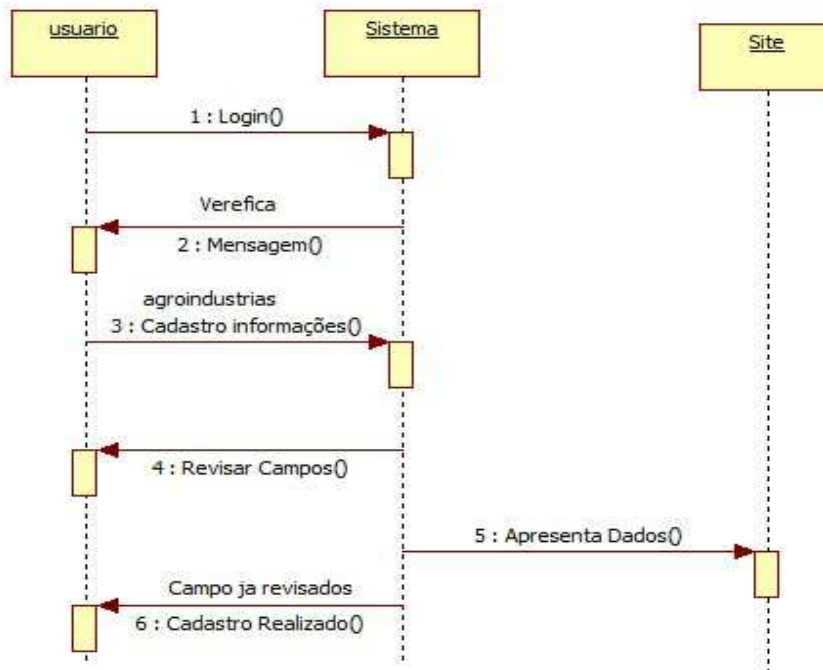 usuario
Sistema
Site
1 : Login()
Verefica
2 : Mensagem()
agroindustrias
3 : Cadastro informações()
4 : Revisar Campos()
5 : Apresenta Dados()
Campo ja revisados
6 : Cadastro Realizado()